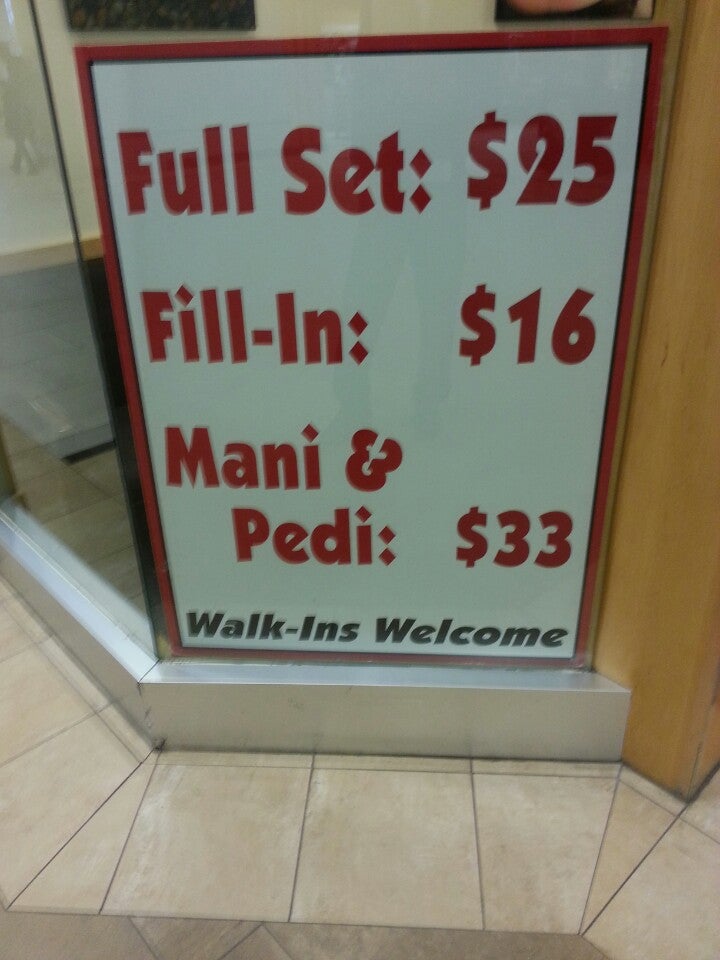 Full Set: $25
Fill-In: $16
Mani &
Pedi: $33
Walk-Ins Welcome